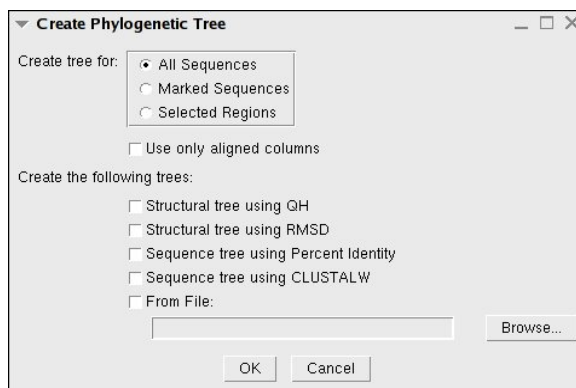 Create Phylogenetic Tree
Create tree for:
All Sequences
Marked Sequences
Selected Regions
Use only aligned columns
Create the following trees:
Structural tree using QH
Structural tree using RMSD
Sequence tree using Percent Identity
Sequence tree using CLUSTALW
From File:
Browse...
OK
Cancel